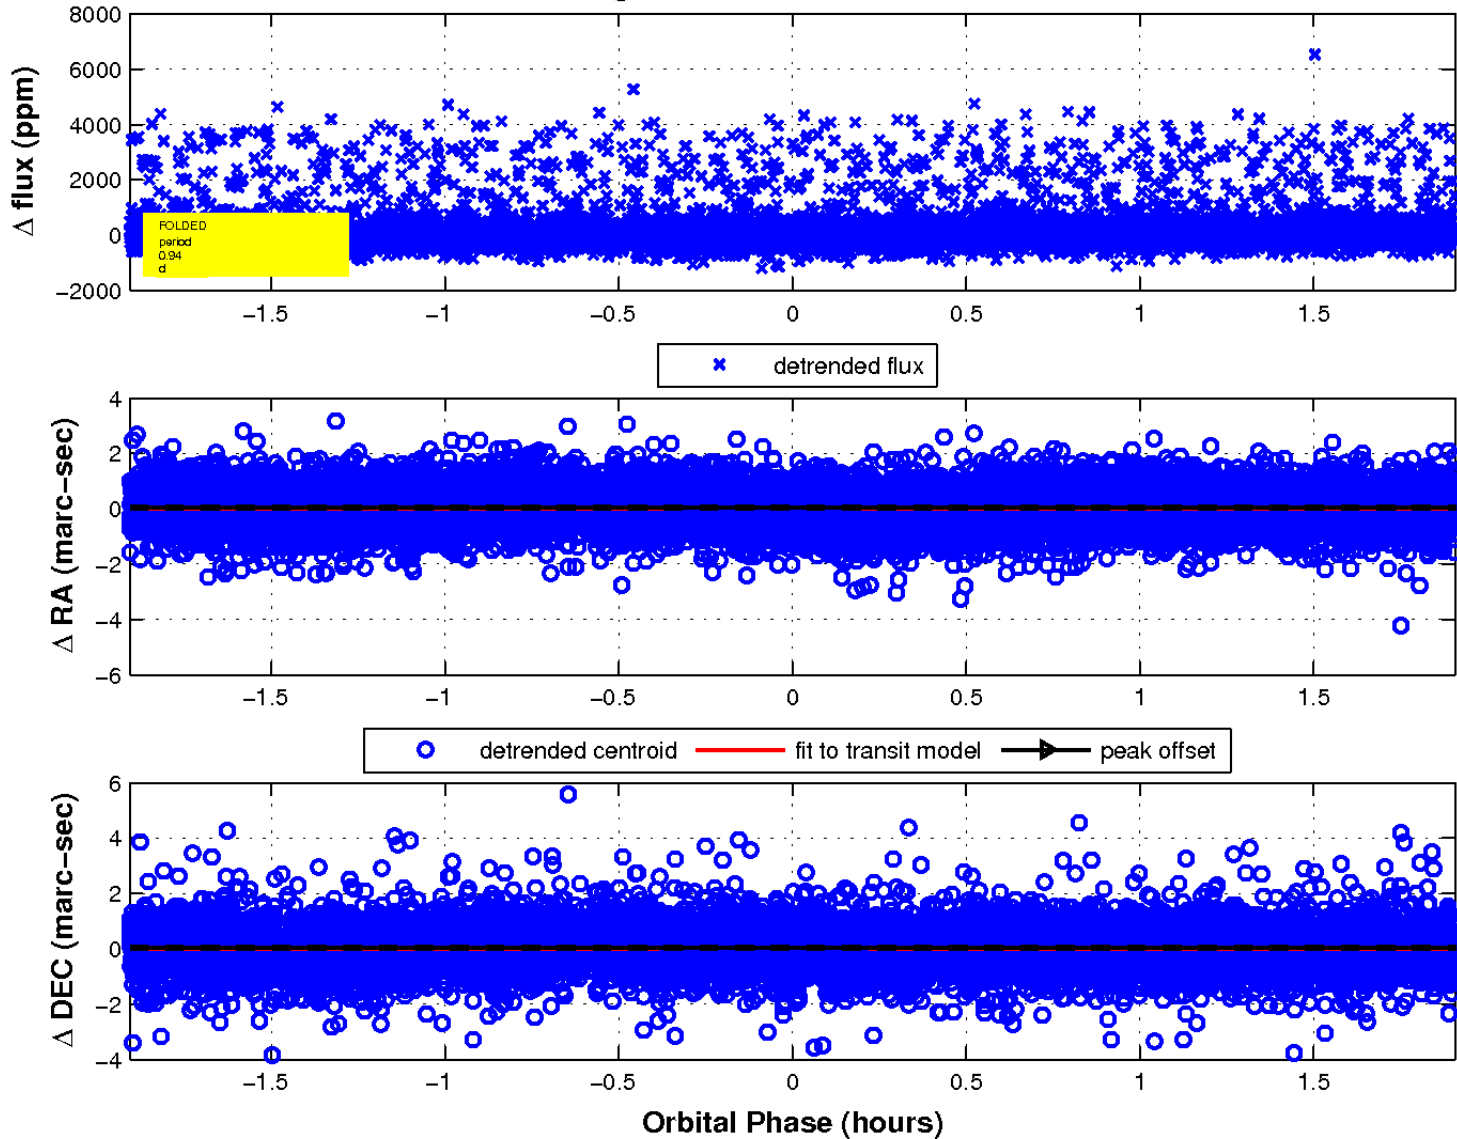 8000
6000
4000
2000
0
−2000
Δ flux (ppm)
FOLDED
period
0.94
d
−1.5 −1 −0.5 0 0.5 1 1.5
detrended flux
4
2
0
−2
−4
−6
Δ RA (marc−sec)
−1.5 −1 −0.5 0 0.5 1 1.5
detrended centroid fit to transit model peak offset
6
4
2
0
−2
−4
Δ DEC (marc−sec)
−1.5 −1 −0.5 0 0.5 1 1.5
Orbital Phase (hours)